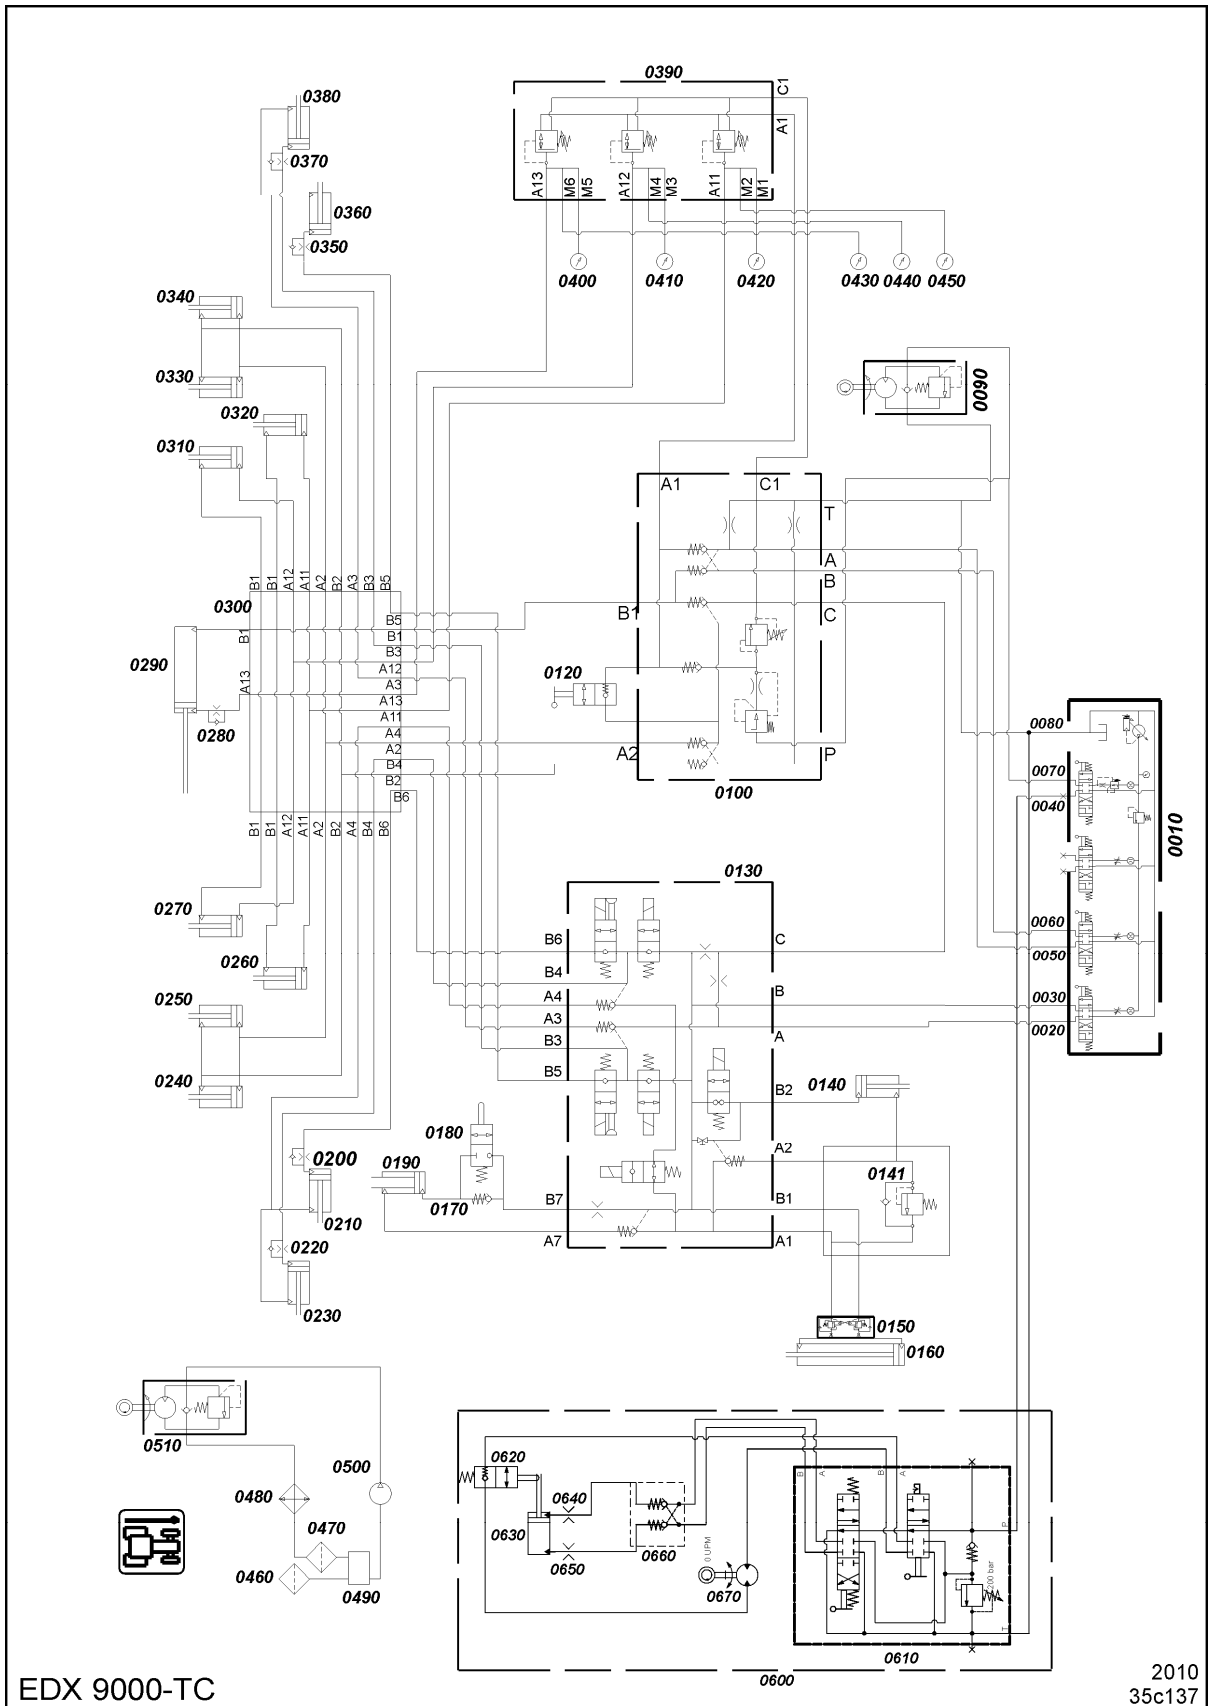 0390
C1
A1
0380
0370
0360
0350
A13
M6
M5
A12
M4
M3
A11
M2
M1
0400
0410
0420
0430
0440
0450
0340
0330
0320
0310
0090
A1
C1
T
A
B
C
B1
A2
P
0100
0120
B1
B1
A12
A11
A2
B2
A3
B3
B5
0300
B5
B1
B3
A12
A3
A13
A11
A4
A2
B4
B2
B6
B1
A13
0290
0280
B1
B1
A12
A11
A2
B2
A4
B4
B6
0080
0070
0040
0060
0050
0030
0020
0010
0130
B6
B4
A4
A3
B3
B5
B7
A7
C
B
A
B2
A2
B1
A1
0140
0141
0150
0160
0270
0260
0250
0240
0180
0190
0170
0200
0210
0220
0230
0510
0500
0480
0470
0460
0490
0620
0640
0630
0650
0660
0 UPM
0670
B
A
B
A
P
200 bar
T
0610
0600
EDX 9000-TC
2010
35c137